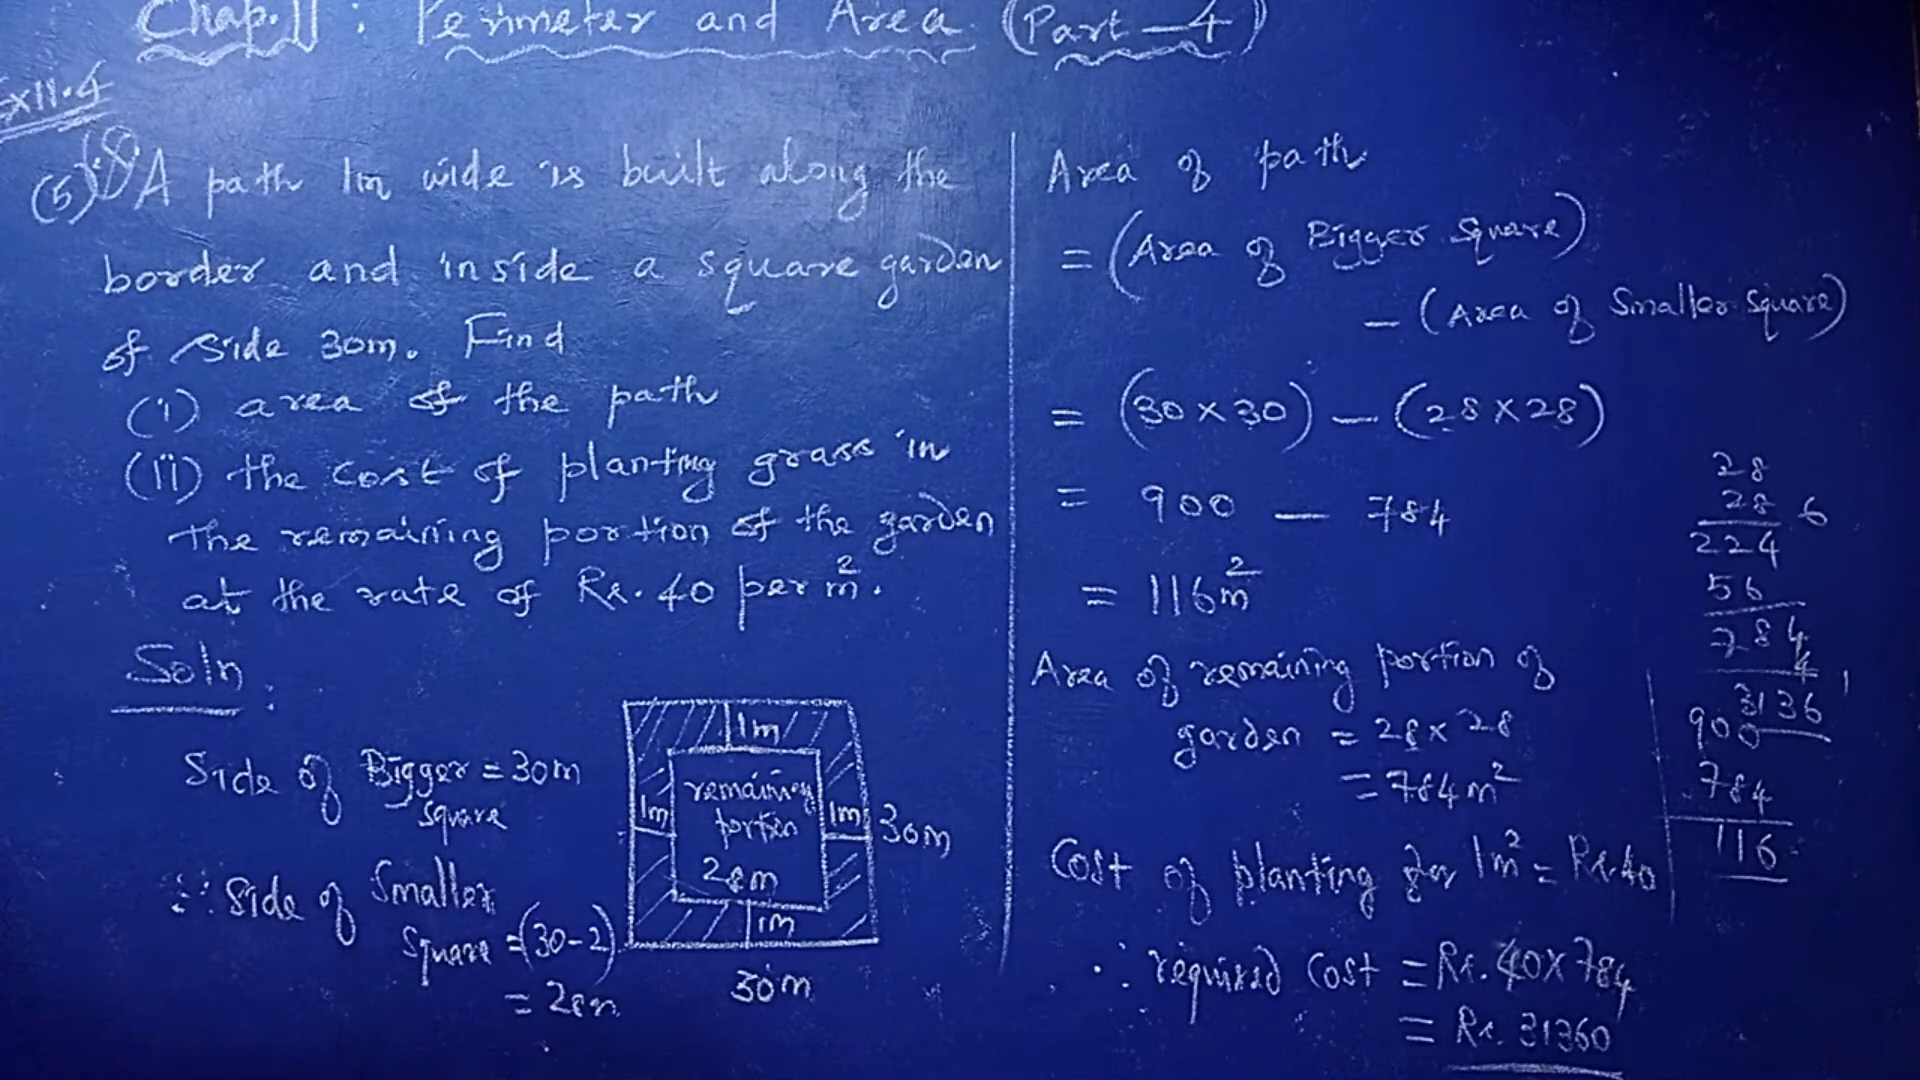 Chap.11 : Perimeter and Area (Part-4)
Ex11.4
(5) Q) A path 1m wide is built along the
border and inside a square garden
of side 30m. Find
(i) area of the path
(ii) the cost of planting grass in
the remaining portion of the garden
at the rate of Rs. 40 per m².
Soln :
Side of Bigger = 30m
Square
∴ Side of Smaller
Square = (30-2)
= 28m
1m
1m
remaining
portion
1m
30m
28m
1m
30m
Area of path
= (Area of Bigger Square)
- (Area of Smaller Square)
= (30 x 30) - (28 x 28)
= 900 - 784
= 116m²
Area of remaining portion of
garden = 28 x 28
= 784 m²
Cost of planting for 1m² = Rs.40
∴ required Cost = Rs. 40 x 784
= Rs. 31360
28
28 6
224
56
784
4
3136
900
784
116